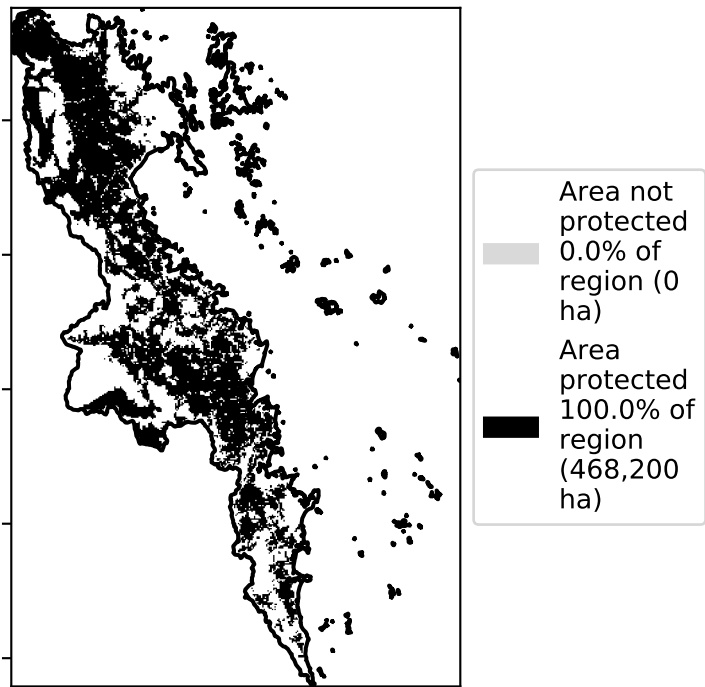 Area not
protected
0.0% of
region (0
ha)
Area
protected
100.0% of
region
(468,200
ha)